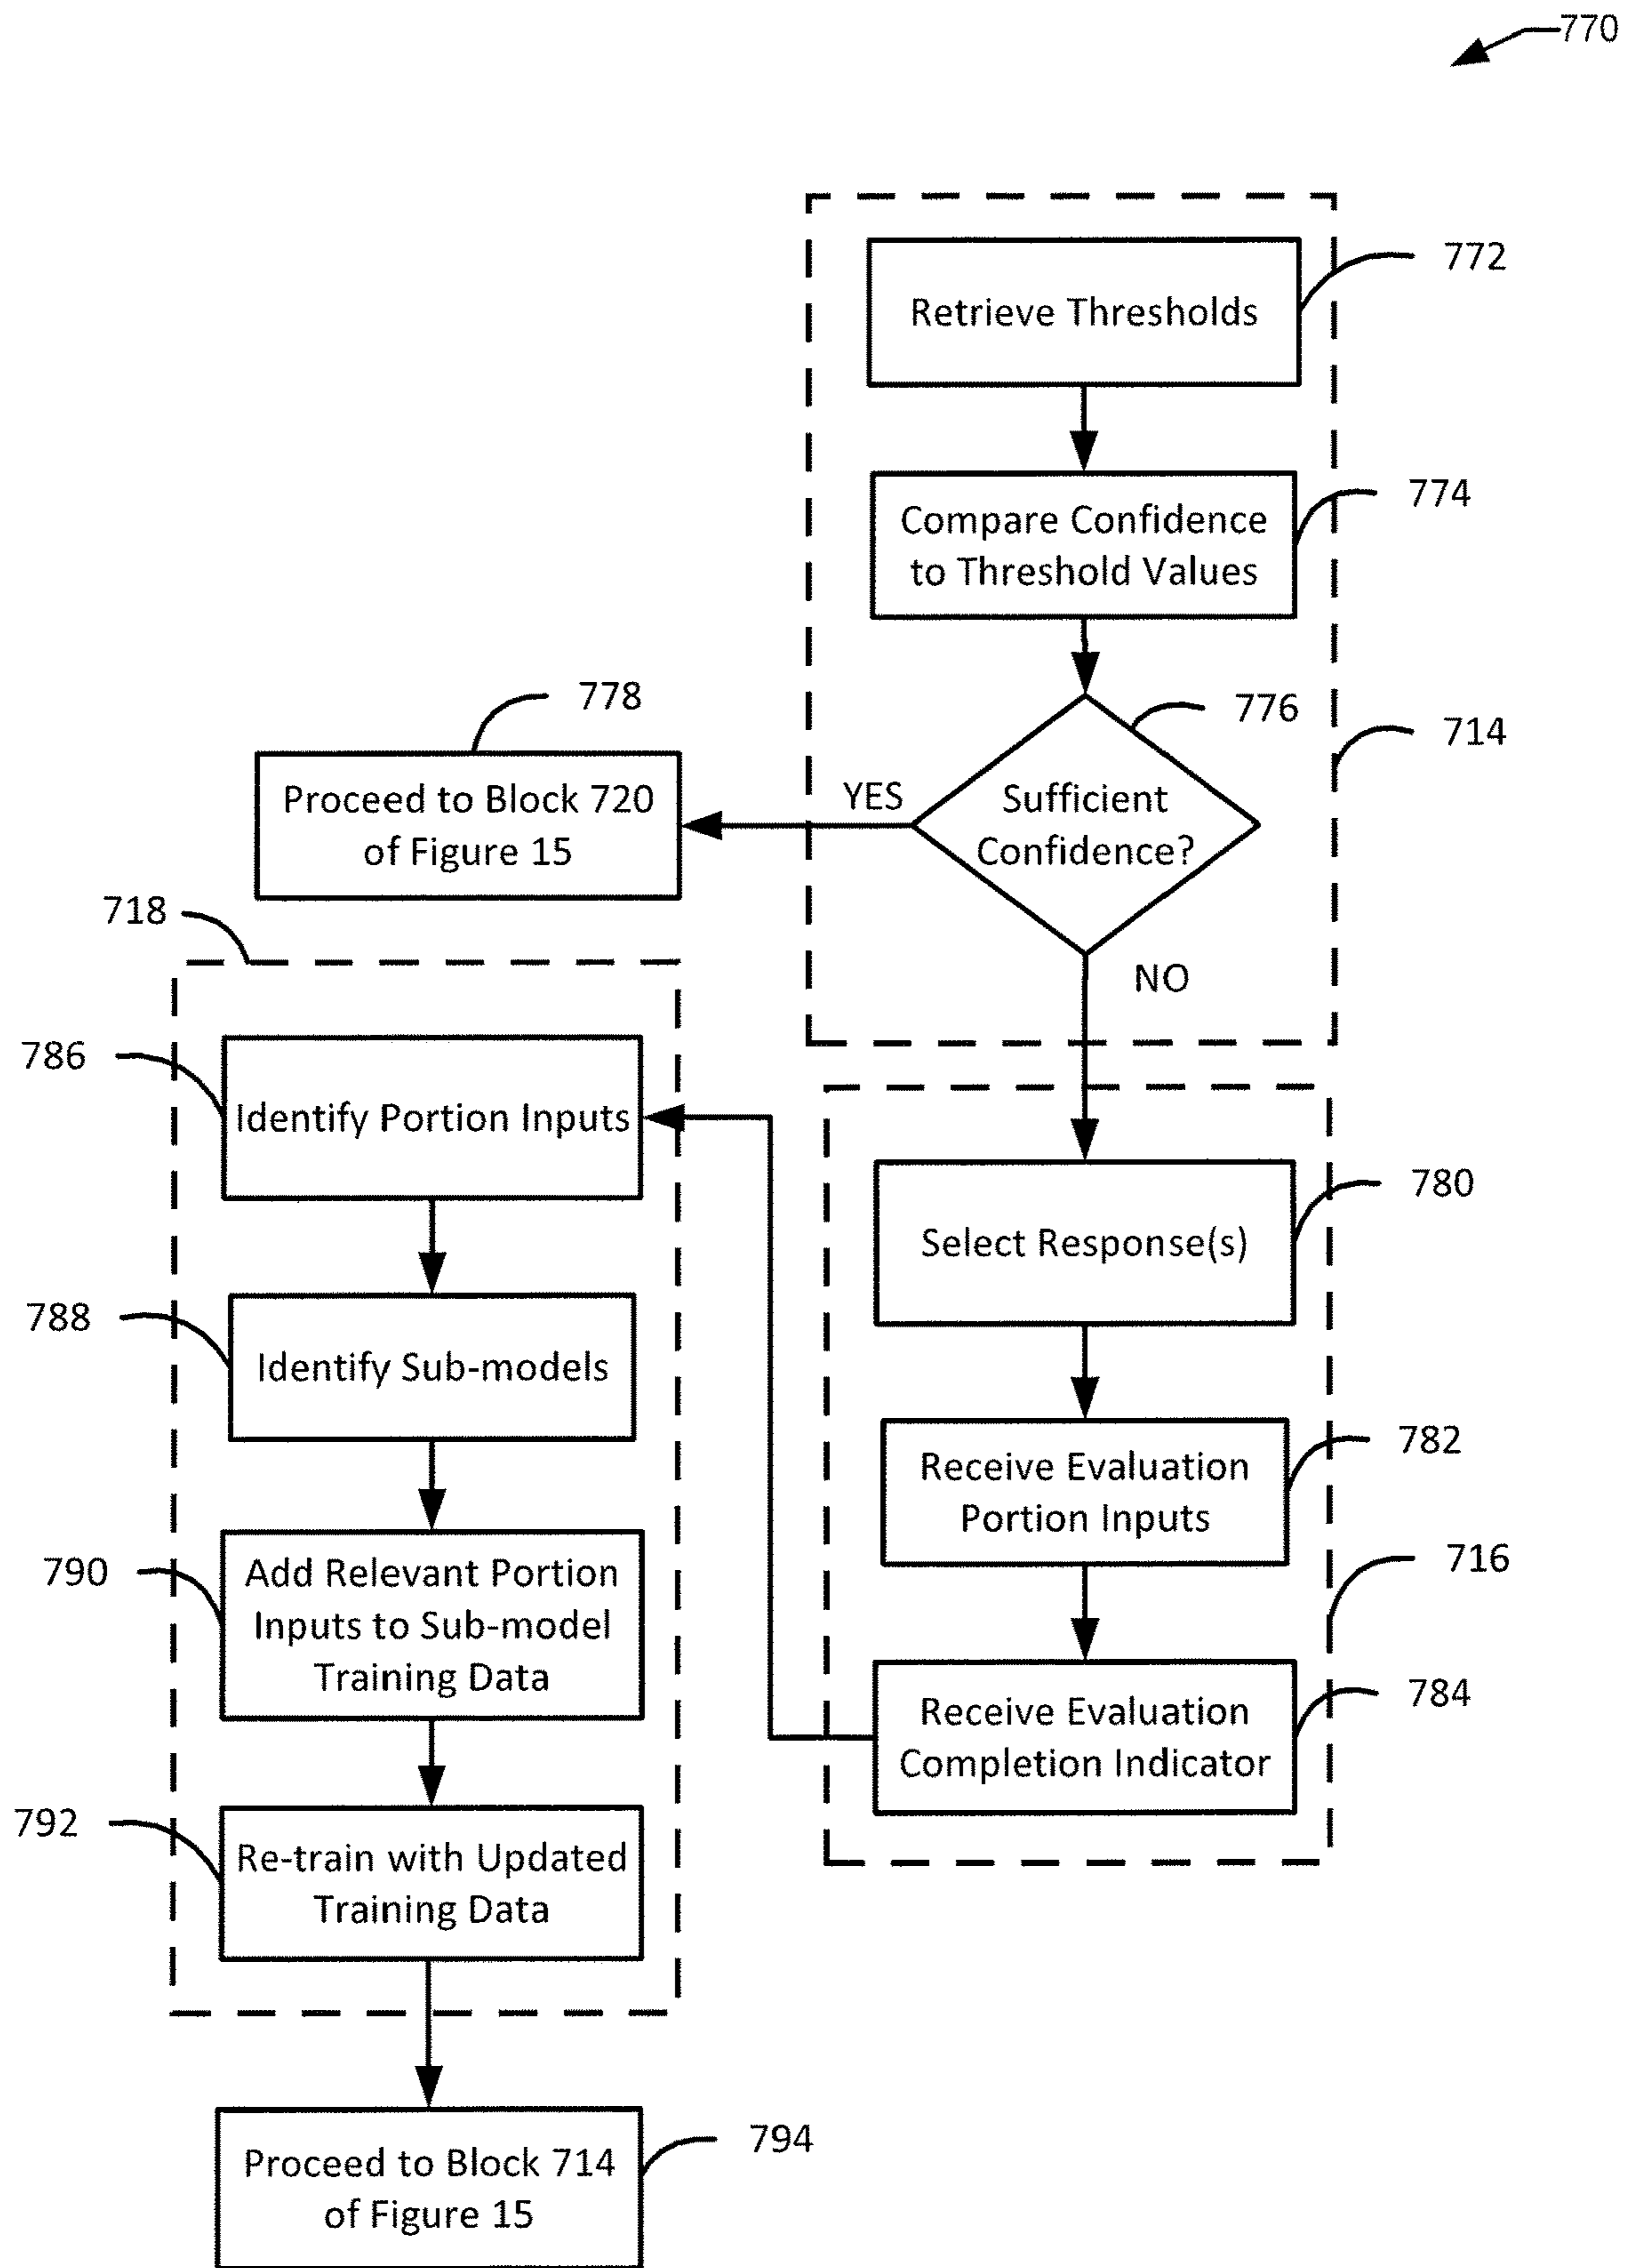 770
Retrieve Thresholds
772
Compare Confidence
to Threshold Values
774
Sufficient
Confidence?
776
714
YES
778
Proceed to Block 720
of Figure 15
NO
718
Select Response(s)
780
Receive Evaluation
Portion Inputs
782
716
Receive Evaluation
Completion Indicator
784
786
Identify Portion Inputs
788
Identify Sub-models
790
Add Relevant Portion
Inputs to Sub-model
Training Data
792
Re-train with Updated
Training Data
Proceed to Block 714
of Figure 15
794